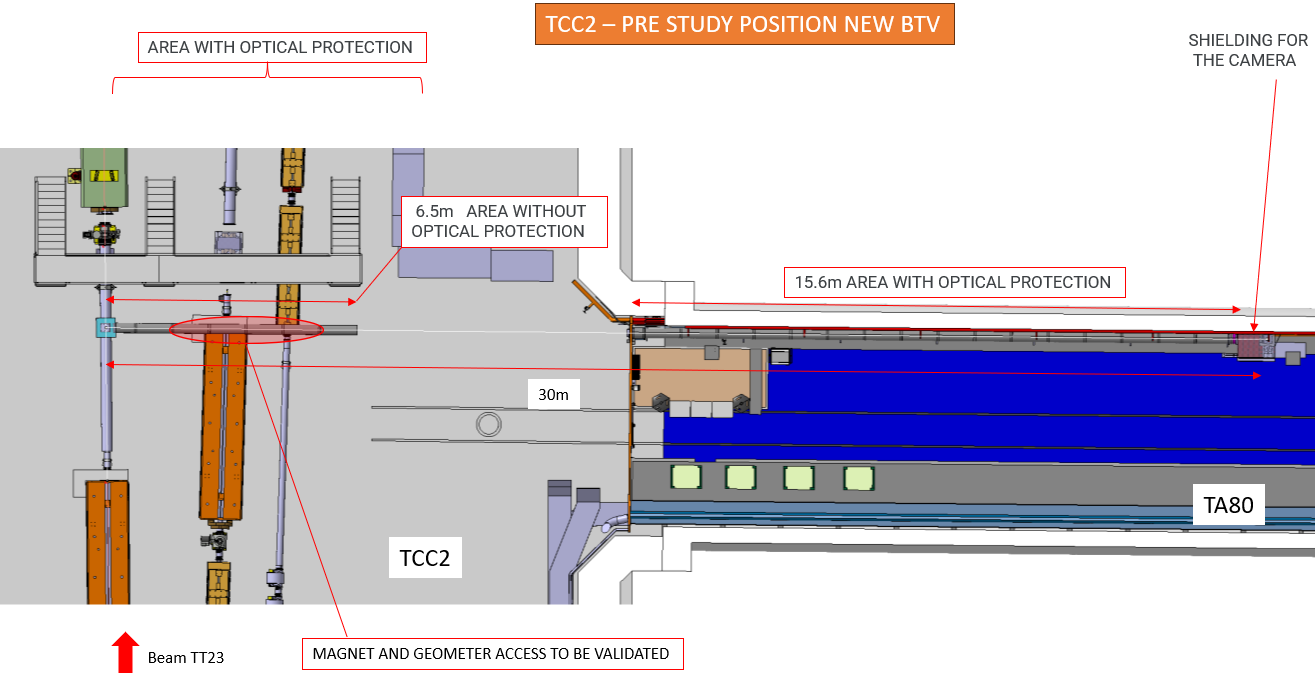 TCC2 – PRE STUDY POSITION NEW BTV
AREA WITH OPTICAL PROTECTION
SHIELDING FOR
THE CAMERA
6.5m AREA WITHOUT
OPTICAL PROTECTION
15.6m AREA WITH OPTICAL PROTECTION
30m
TA80
TCC2
Beam TT23
MAGNET AND GEOMETER ACCESS TO BE VALIDATED